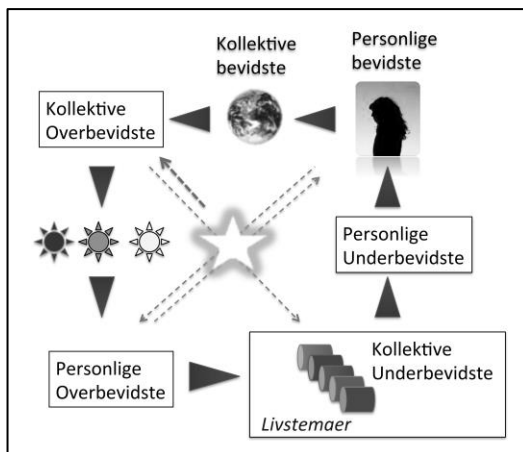 Personlige
bevidste
Kollektive
bevidste
Kollektive
Overbevidste
Personlige
Underbevidste
Personlige
Overbevidste
Kollektive
Underbevidste
Livstemaer